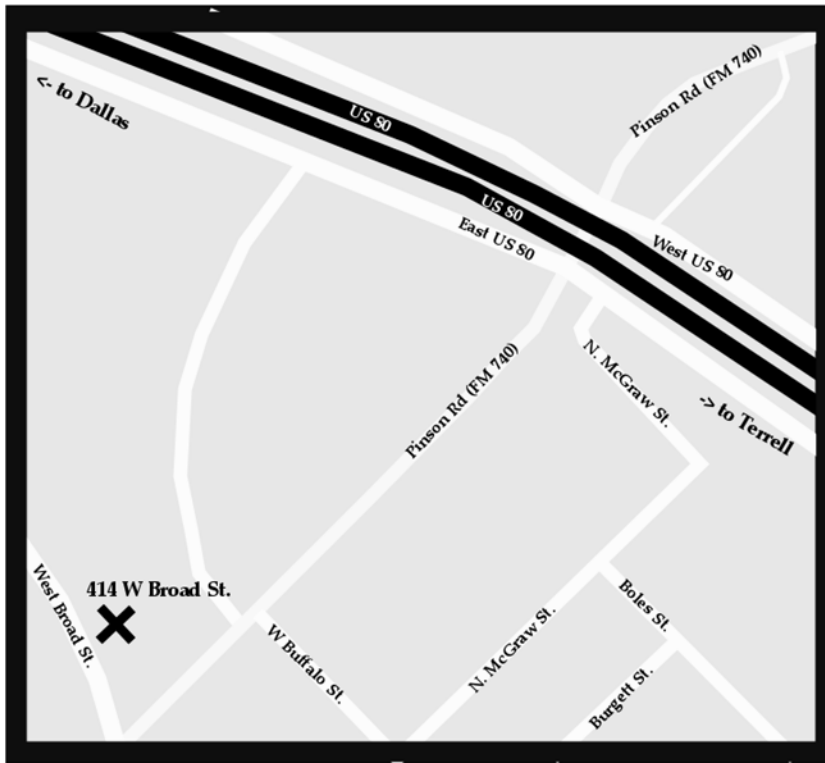 Pinson Rd (FM 740)
<- to Dallas
US 80
US 80
East US 80
West US 80
Pinson Rd (FM 740)
N. McGraw St.
-> to Terrell
414 W Broad St.
West Broad St.
Boles St.
W Buffalo St.
N. McGraw St.
Burgett St.